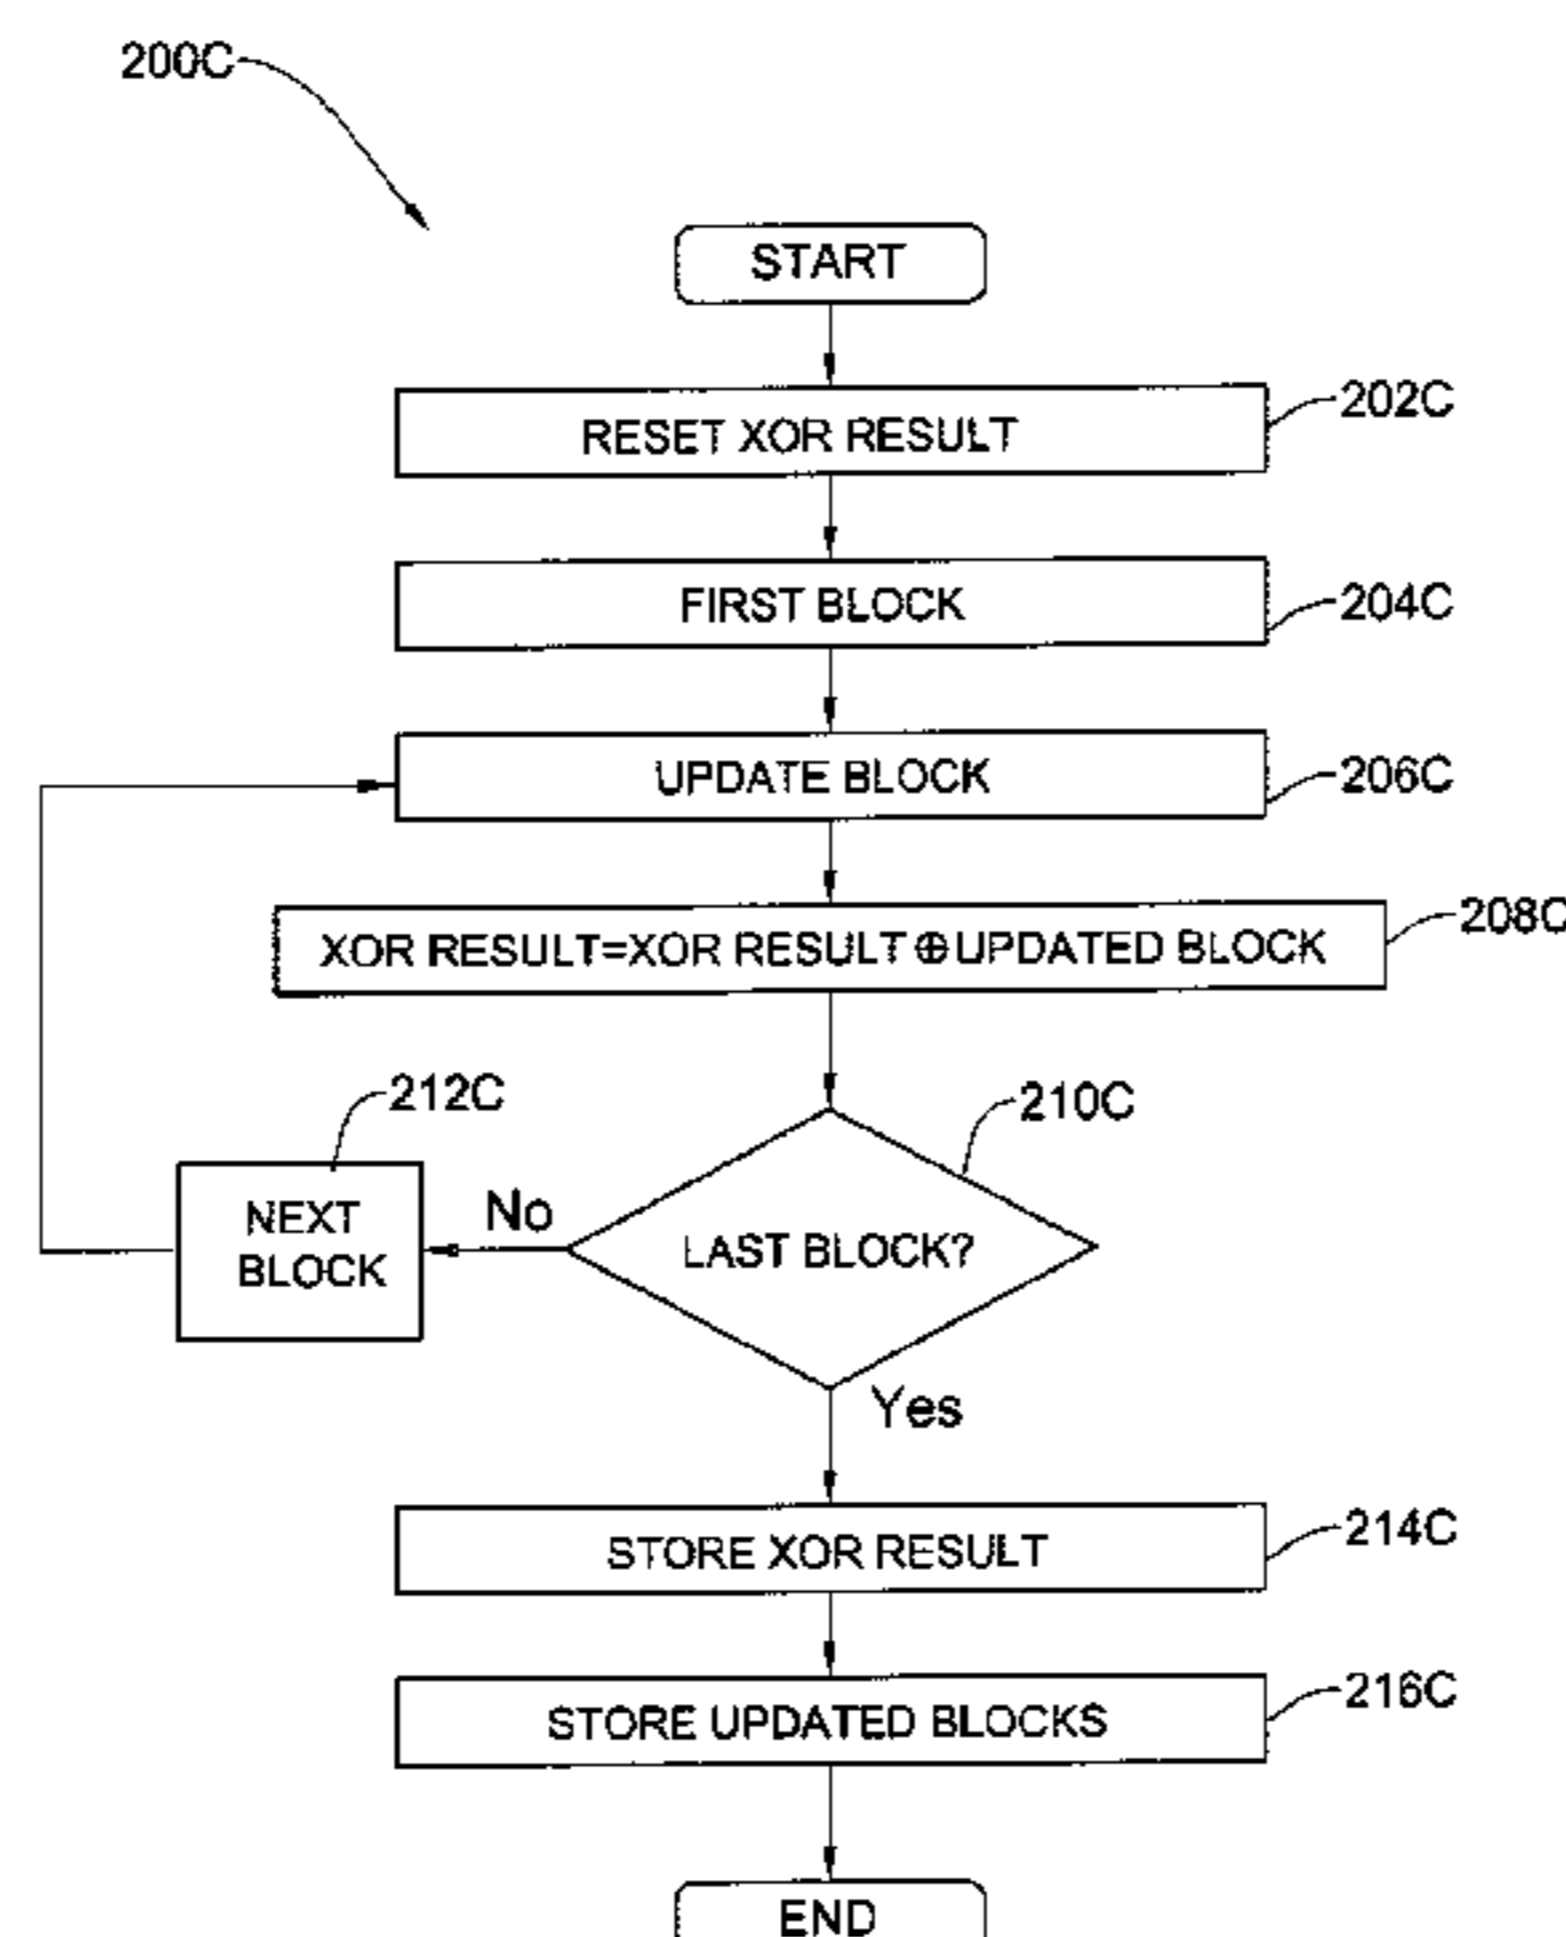 200C
START
RESET XOR RESULT
202C
FIRST BLOCK
204C
UPDATE BLOCK
206C
XOR RESULT=XOR RESULT⊕UPDATED BLOCK
208C
212C
210C
NEXT
BLOCK
No
LAST BLOCK?
Yes
STORE XOR RESULT
214C
STORE UPDATED BLOCKS
216C
END